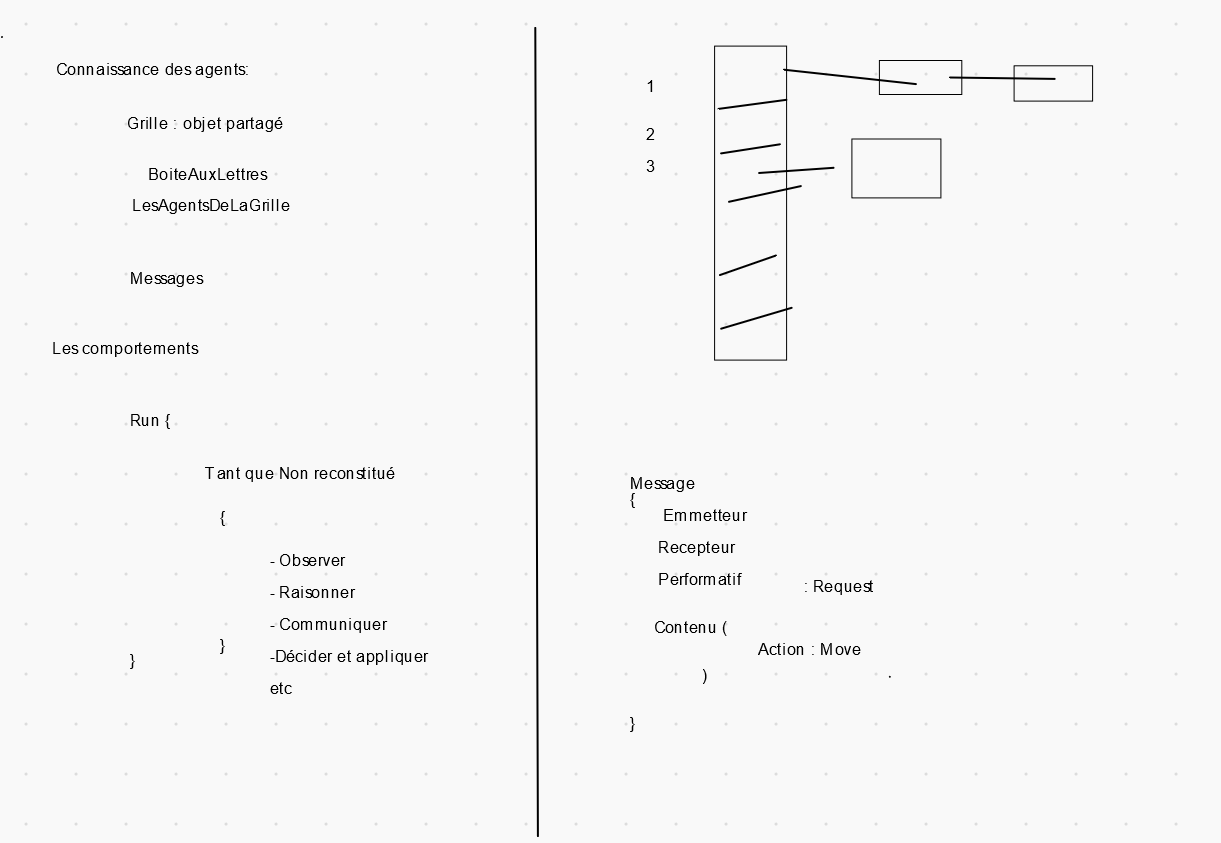 Connaissance des agents:
Grille : objet partagé
BoiteAuxLettres
LesAgentsDeLaGrille
Messages
Les comportements
Run {
Tant que Non reconstitué
{
- Observer
- Raisonner
- Communiquer
}
-Décider et appliquer
}
etc
1
2
3
Message
{
Emmetteur
Recepteur
Performatif : Request
Contenu (
Action : Move
)
}